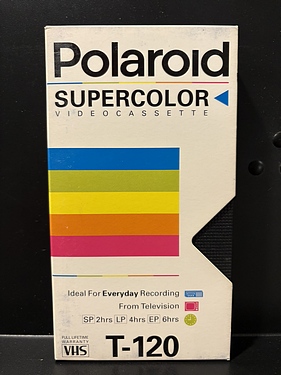 Polaroid
SUPERCOLOR
VIDEOCASSETTE
Ideal For Everyday Recording
From Television
SP 2hrs LP 4hrs EP 6hrs
FULL LIFETIME
WARRANTY
VHS
T-120